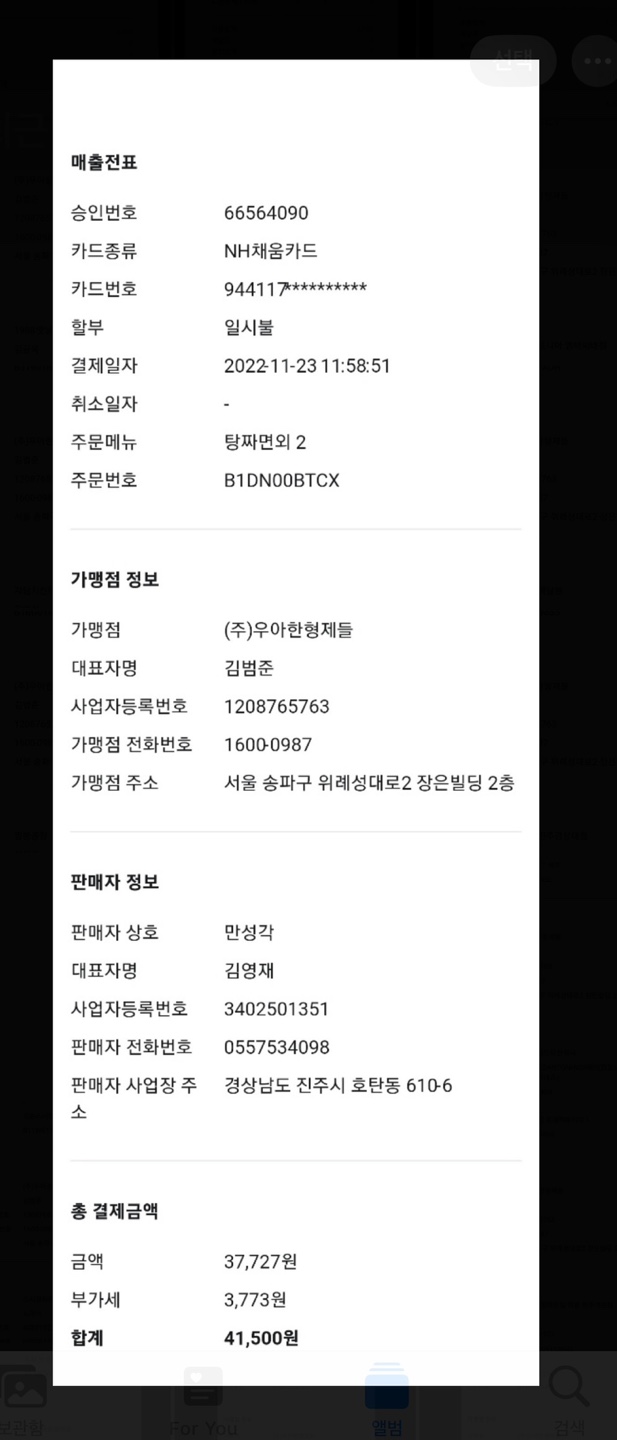 선택
매출전표
승인번호 66564090
카드종류 NH채움카드
카드번호 944117**********
할부 일시불
결제일자 2022-11-23 11:58:51
취소일자 -
주문메뉴 탕짜면외 2
주문번호 B1DN00BTCX
가맹점 정보
가맹점 (주)우아한형제들
대표자명 김범준
사업자등록번호 1208765763
가맹점 전화번호 1600-0987
가맹점 주소 서울 송파구 위례성대로2 장은빌딩 2층
판매자 정보
판매자 상호 만성각
대표자명 김영재
사업자등록번호 3402501351
판매자 전화번호 0557534098
판매자 사업장 주 경상남도 진주시 호탄동 610-6
소
총 결제금액
금액 37,727원
부가세 3,773원
합계 41,500원
보관함 For You 앨범 검색